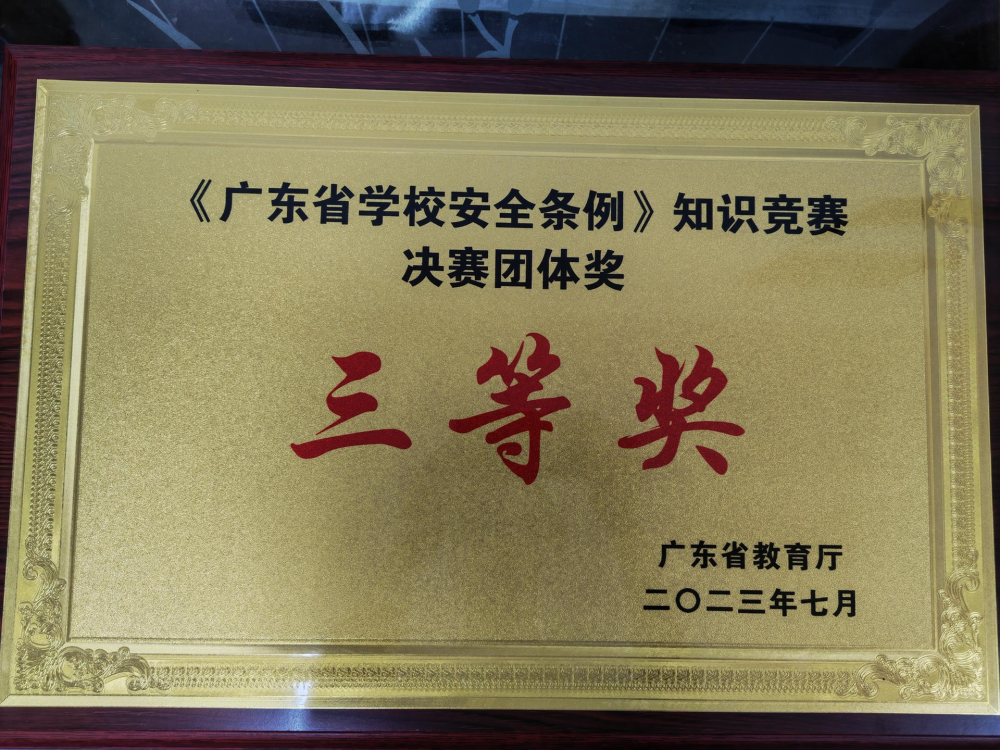 《广东省学校安全条例》知识竞赛
决赛团体奖
三等奖
广东省教育厅
二〇二三年七月